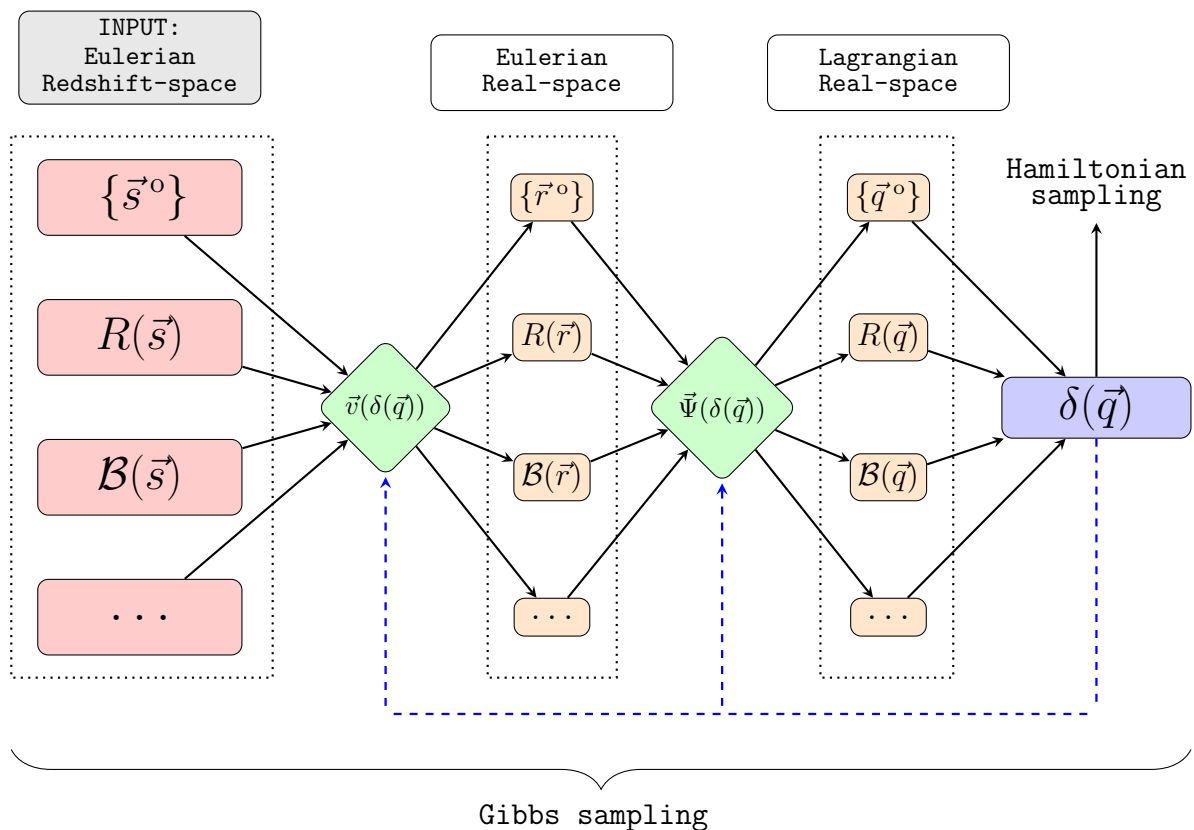 INPUT:
Eulerian
Redshift-space
Eulerian
Real-space
Lagrangian
Real-space
{s⃗ᵒ}
{r⃗ᵒ}
{q⃗ᵒ}
Hamiltonian
sampling
R(s⃗)
R(r⃗)
R(q⃗)
v⃗(δ(q⃗))
Ψ⃗(δ(q⃗))
δ(q⃗)
ℬ(s⃗)
ℬ(r⃗)
ℬ(q⃗)
···
···
···
Gibbs sampling